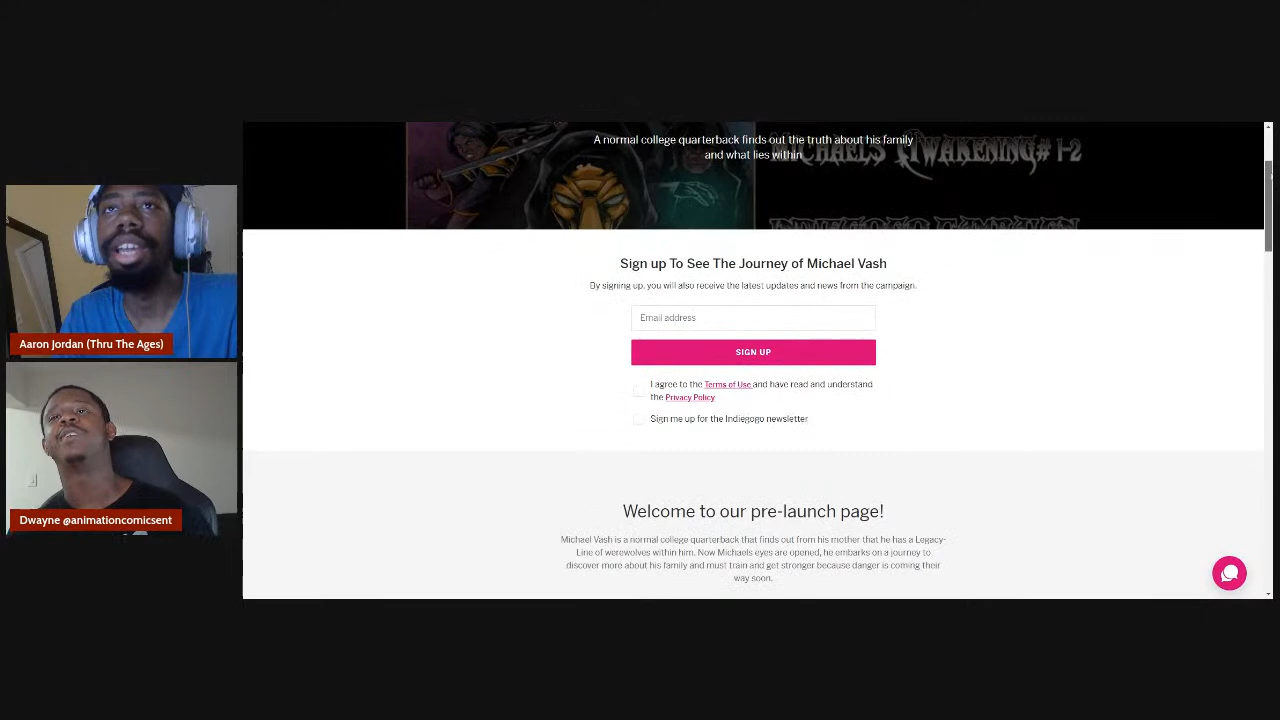 A normal college quarterback finds out the truth about his family
and what lies within
Michaels Awakening# 1-2
Sign up To See The Journey of Michael Vash
By signing up, you will also receive the latest updates and news from the campaign.
Email address
SIGN UP
I agree to the Terms of Use and have read and understand
the Privacy Policy
Sign me up for the Indiegogo newsletter
Welcome to our pre-launch page!
Michael Vash is a normal college quarterback that finds out from his mother that he has a Legacy-
Line of werewolves within him. Now Michaels eyes are opened, he embarks on a journey to
discover more about his family and must train and get stronger because danger is coming their
way soon.
Aaron Jordan (Thru The Ages)
Dwayne @animationcomicsent